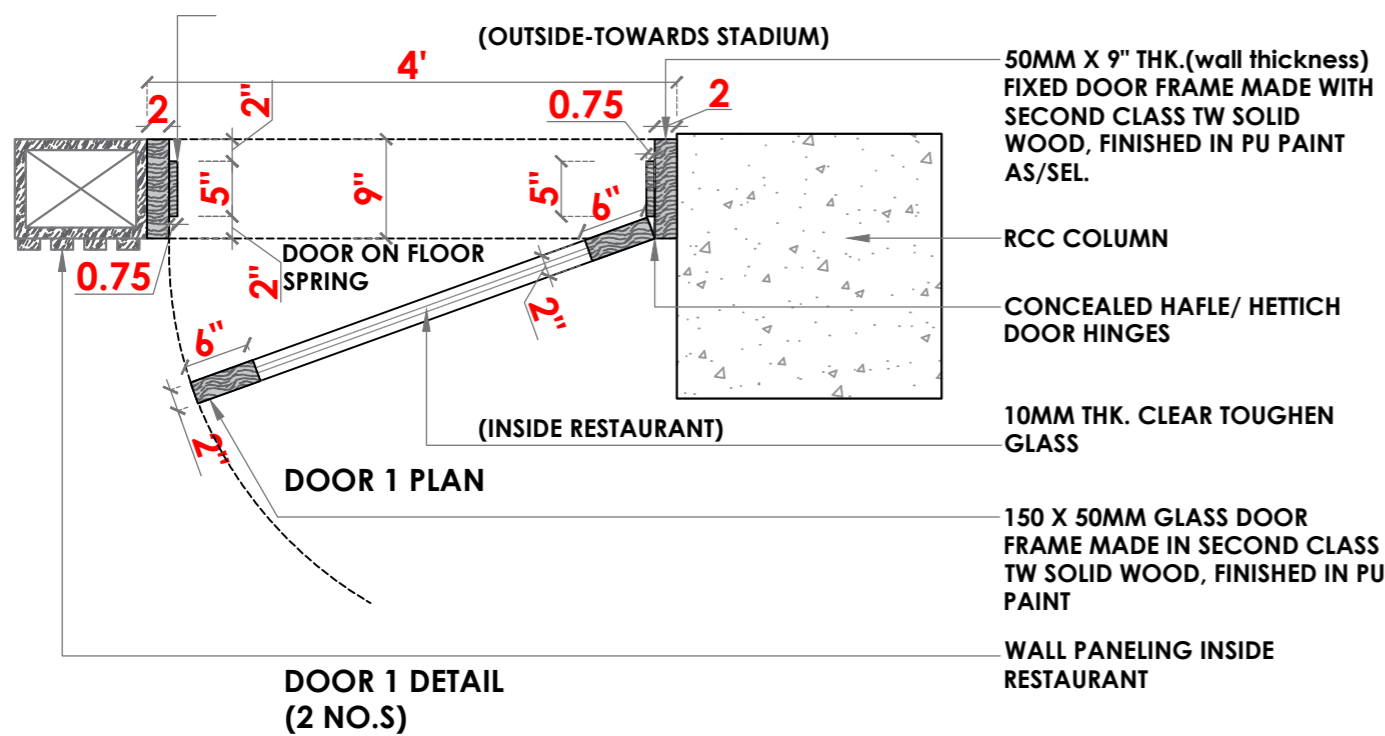 (OUTSIDE-TOWARDS STADIUM)
4'
2
2"
0.75
2
5"
9"
5"
6"
DOOR ON FLOOR
SPRING
0.75
2"
2"
6"
2"
(INSIDE RESTAURANT)
DOOR 1 PLAN
DOOR 1 DETAIL
(2 NO.S)
50MM X 9" THK.(wall thickness)
FIXED DOOR FRAME MADE WITH
SECOND CLASS TW SOLID
WOOD, FINISHED IN PU PAINT
AS/SEL.
RCC COLUMN
CONCEALED HAFLE/ HETTICH
DOOR HINGES
10MM THK. CLEAR TOUGHEN
GLASS
150 X 50MM GLASS DOOR
FRAME MADE IN SECOND CLASS
TW SOLID WOOD, FINISHED IN PU
PAINT
WALL PANELING INSIDE
RESTAURANT